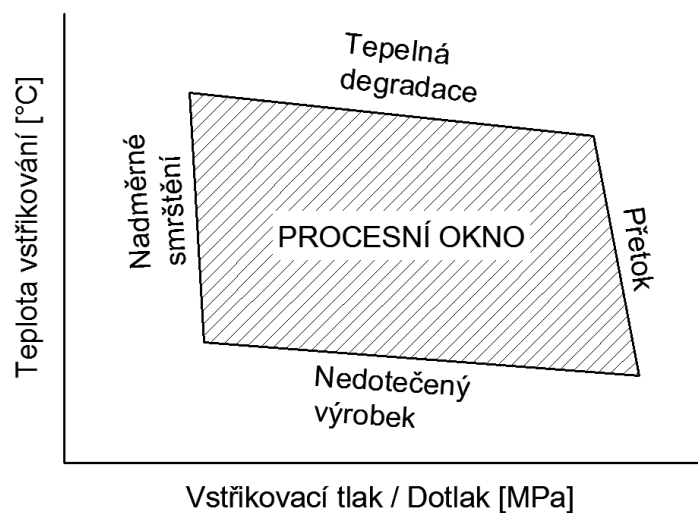 Tepelná
degradace
Teplota vstřikování [°C]
Nadměrné
smrštění
PROCESNÍ OKNO
Přetok
Nedotečený
výrobek
Vstřikovací tlak / Dotlak [MPa]